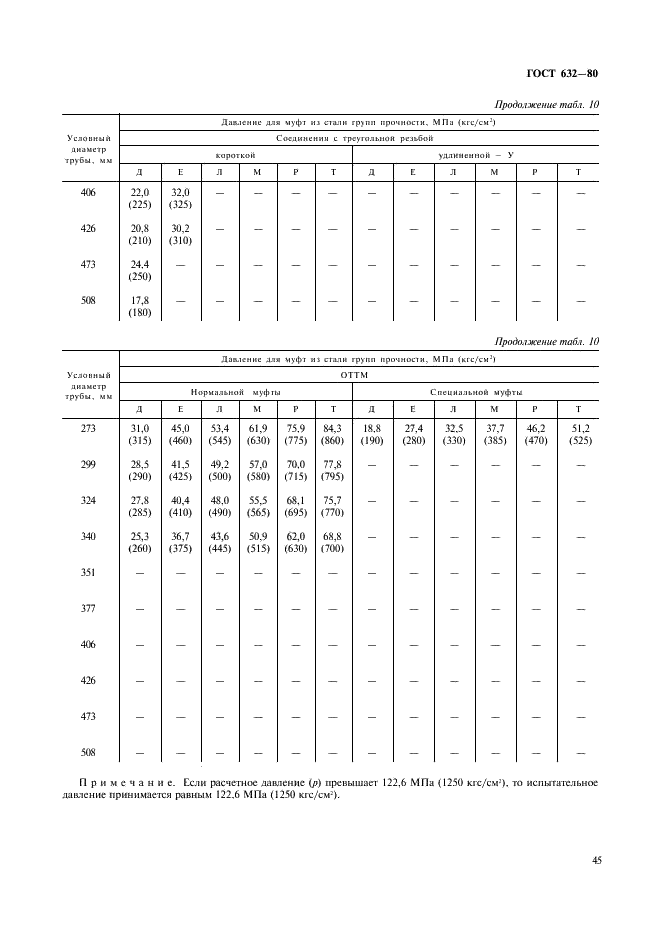 ГОСТ 632—80
Продолжение табл. 10
Условный диаметр трубы, мм
Давление для муфт из стали групп прочности, МПа (кгс/см²)
Соединения с треугольной резьбой
короткой удлиненной — У
Д Е Л М Р Т Д Е Л М Р Т
406 22,0 32,0 — — — — — — — — — —
(225) (325)
426 20,8 30,2 — — — — — — — — — —
(210) (310)
473 24,4 — — — — — — — — — — —
(250)
508 17,8 — — — — — — — — — — —
(180)
Продолжение табл. 10
Условный диаметр трубы, мм
Давление для муфт из стали групп прочности, МПа (кгс/см²)
ОТТМ
Нормальной муфты Специальной муфты
Д Е Л М Р Т Д Е Л М Р Т
273 31,0 45,0 53,4 61,9 75,9 84,3 18,8 27,4 32,5 37,7 46,2 51,2
(315) (460) (545) (630) (775) (860) (190) (280) (330) (385) (470) (525)
299 28,5 41,5 49,2 57,0 70,0 77,8 — — — — — —
(290) (425) (500) (580) (715) (795)
324 27,8 40,4 48,0 55,5 68,1 75,7 — — — — — —
(285) (410) (490) (565) (695) (770)
340 25,3 36,7 43,6 50,9 62,0 68,8 — — — — — —
(260) (375) (445) (515) (630) (700)
351 — — — — — — — — — — — —
377 — — — — — — — — — — — —
406 — — — — — — — — — — — —
426 — — — — — — — — — — — —
473 — — — — — — — — — — — —
508 — — — — — — — — — — — —
Примечание. Если расчетное давление (р) превышает 122,6 МПа (1250 кгс/см²), то испытательное
давление принимается равным 122,6 МПа (1250 кгс/см²).
45